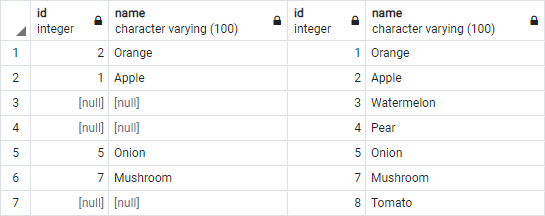 id name id name
integer character varying (100) integer character varying (100)
1 2 Orange 1 Orange
2 1 Apple 2 Apple
3 [null] [null] 3 Watermelon
4 [null] [null] 4 Pear
5 5 Onion 5 Onion
6 7 Mushroom 7 Mushroom
7 [null] [null] 8 Tomato